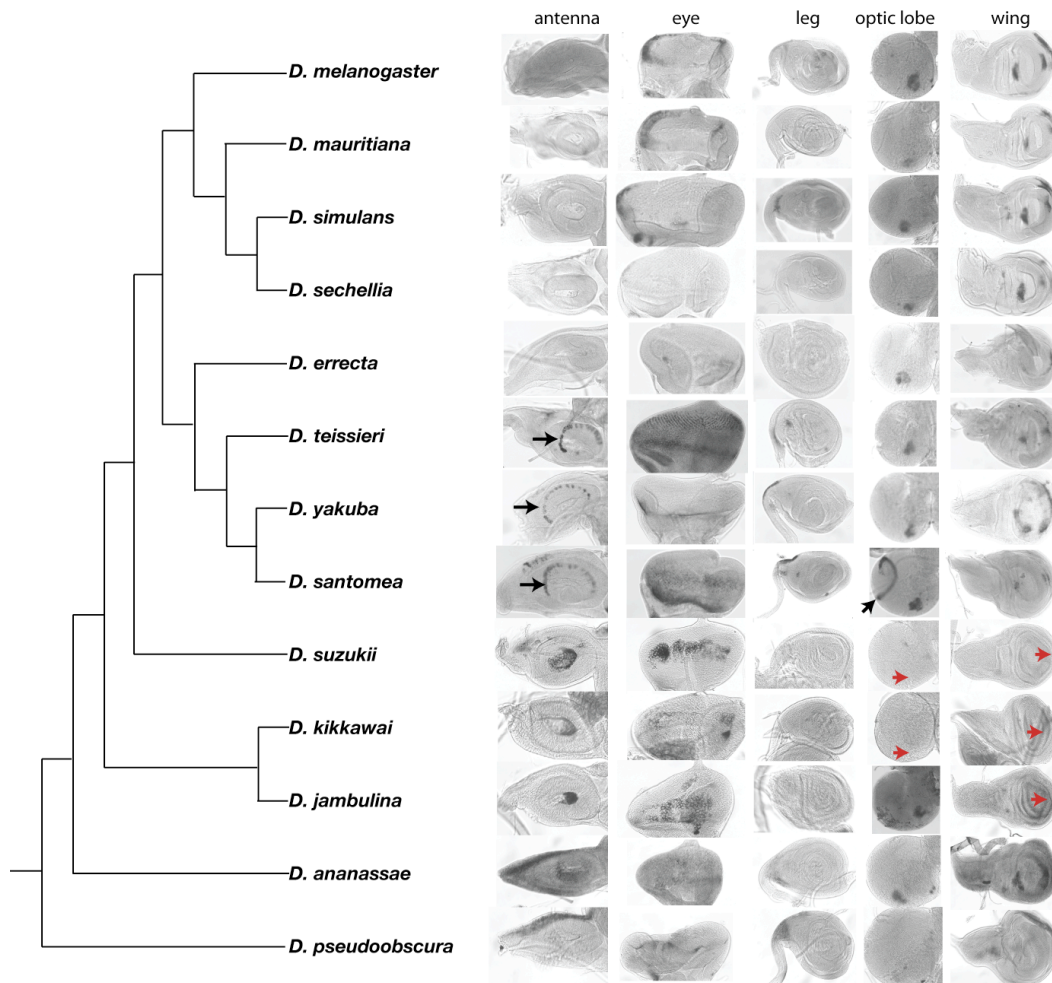 antenna eye leg optic lobe wing
D. melanogaster
D. mauritiana
D. simulans
D. sechellia
D. errecta
D. teissieri
D. yakuba
D. santomea
D. suzukii
D. kikkawai
D. jambulina
D. ananassae
D. pseudoobscura